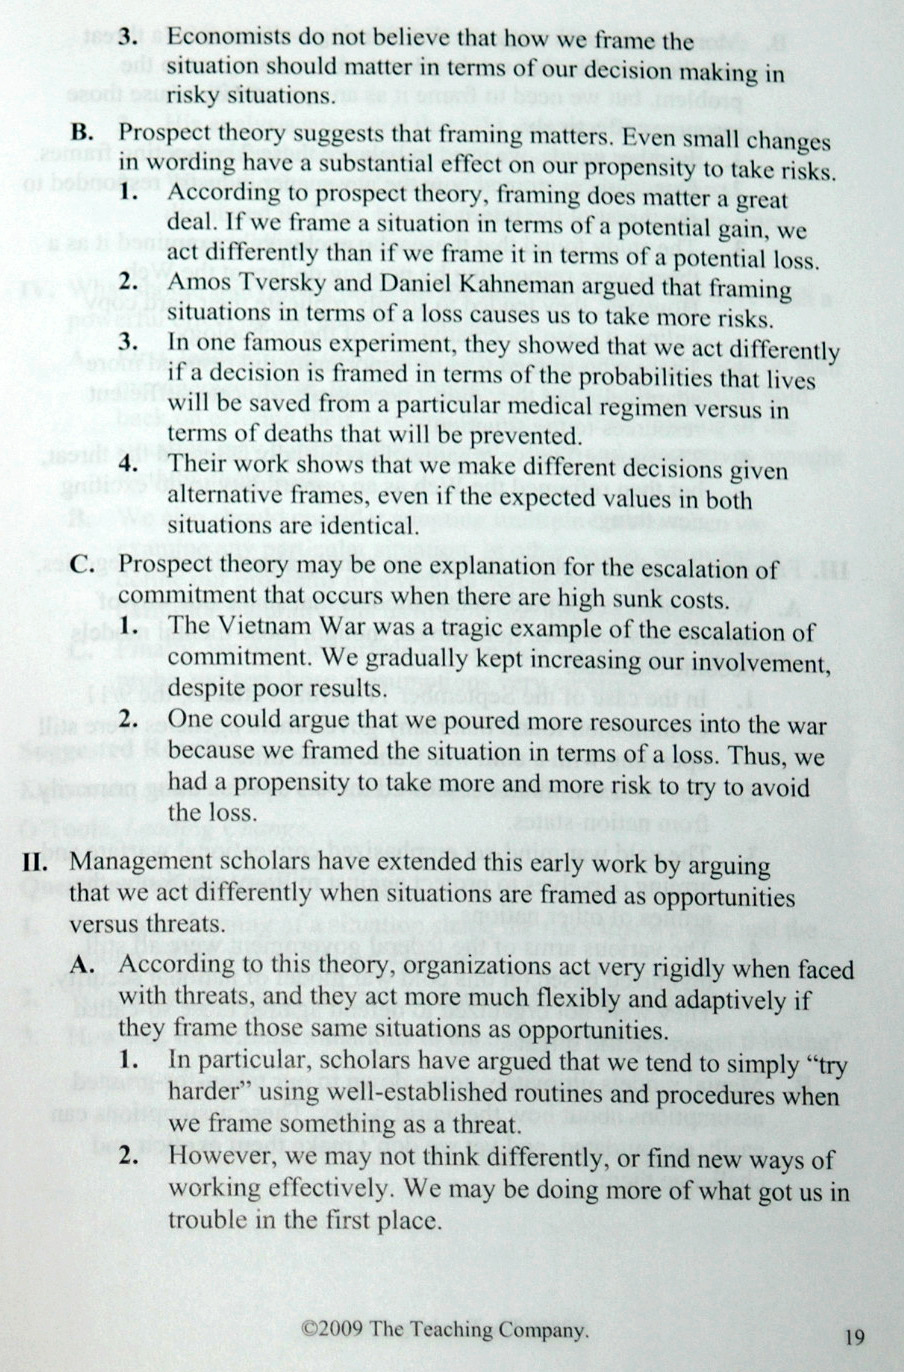 3. Economists do not believe that how we frame the
situation should matter in terms of our decision making in
risky situations.
B. Prospect theory suggests that framing matters. Even small changes
in wording have a substantial effect on our propensity to take risks.
1. According to prospect theory, framing does matter a great
deal. If we frame a situation in terms of a potential gain, we
act differently than if we frame it in terms of a potential loss.
2. Amos Tversky and Daniel Kahneman argued that framing
situations in terms of a loss causes us to take more risks.
3. In one famous experiment, they showed that we act differently
if a decision is framed in terms of the probabilities that lives
will be saved from a particular medical regimen versus in
terms of deaths that will be prevented.
4. Their work shows that we make different decisions given
alternative frames, even if the expected values in both
situations are identical.
C. Prospect theory may be one explanation for the escalation of
commitment that occurs when there are high sunk costs.
1. The Vietnam War was a tragic example of the escalation of
commitment. We gradually kept increasing our involvement,
despite poor results.
2. One could argue that we poured more resources into the war
because we framed the situation in terms of a loss. Thus, we
had a propensity to take more and more risk to try to avoid
the loss.
II. Management scholars have extended this early work by arguing
that we act differently when situations are framed as opportunities
versus threats.
A. According to this theory, organizations act very rigidly when faced
with threats, and they act more much flexibly and adaptively if
they frame those same situations as opportunities.
1. In particular, scholars have argued that we tend to simply “try
harder” using well-established routines and procedures when
we frame something as a threat.
2. However, we may not think differently, or find new ways of
working effectively. We may be doing more of what got us in
trouble in the first place.
©2009 The Teaching Company.
19